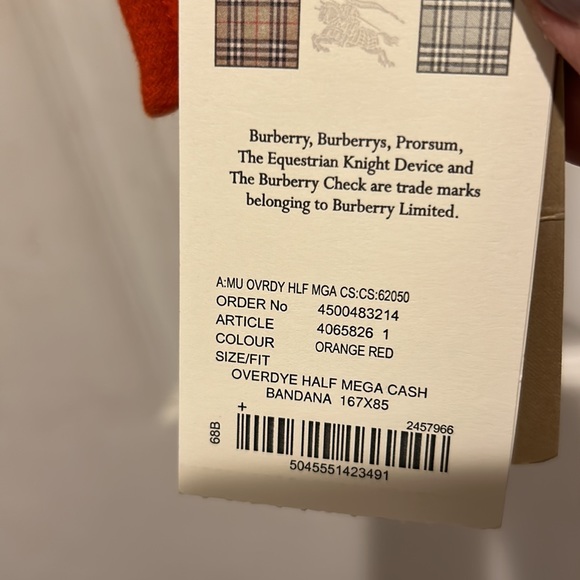 Burberry, Burberrys, Prorsum,
The Equestrian Knight Device and
The Burberry Check are trade marks
belonging to Burberry Limited.
A:MU OVRDY HLF MGA CS:CS:62050
ORDER No 4500483214
ARTICLE 4065826 1
COLOUR ORANGE RED
SIZE/FIT
OVERDYE HALF MEGA CASH
BANDANA 167X85
+
2457966
68B
5045551423491